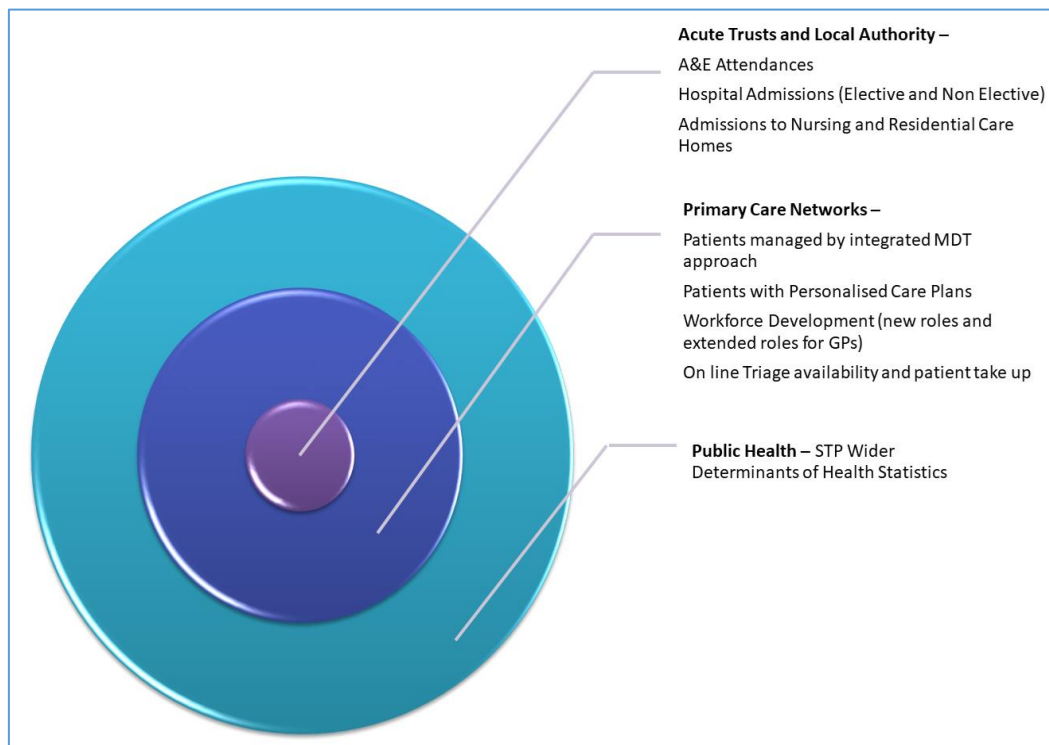 Acute Trusts and Local Authority –
A&E Attendances
Hospital Admissions (Elective and Non Elective)
Admissions to Nursing and Residential Care
Homes
Primary Care Networks –
Patients managed by integrated MDT
approach
Patients with Personalised Care Plans
Workforce Development (new roles and
extended roles for GPs)
On line Triage availability and patient take up
Public Health – STP Wider
Determinants of Health Statistics